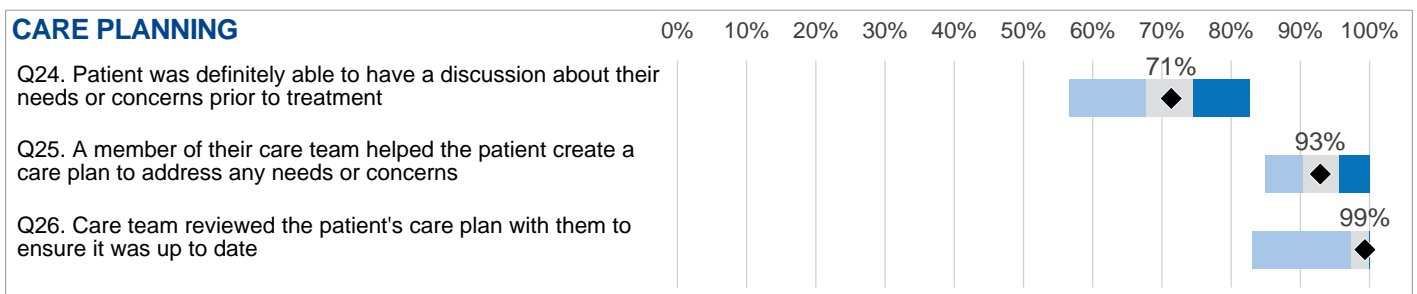 CARE PLANNING
0% 10% 20% 30% 40% 50% 60% 70% 80% 90% 100%
Q24. Patient was definitely able to have a discussion about their
needs or concerns prior to treatment
71%
Q25. A member of their care team helped the patient create a
care plan to address any needs or concerns
93%
Q26. Care team reviewed the patient's care plan with them to
ensure it was up to date
99%